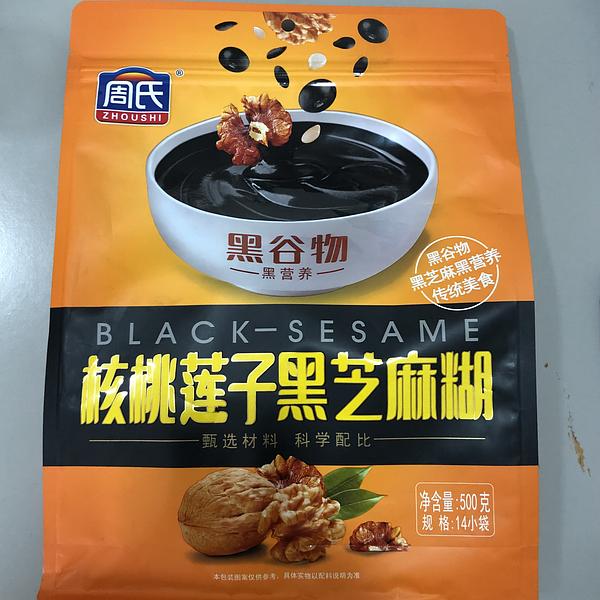 周氏
®
ZHOUSHI
黑谷物
黑营养
黑谷物
黑芝麻黑营养
传统美食
BLACK-SESAME
核桃莲子黑芝麻糊
甄选材料 科学配比
净含量:500克
规 格:14小袋
本包装图案仅供参考，具体实物以配料说明为准